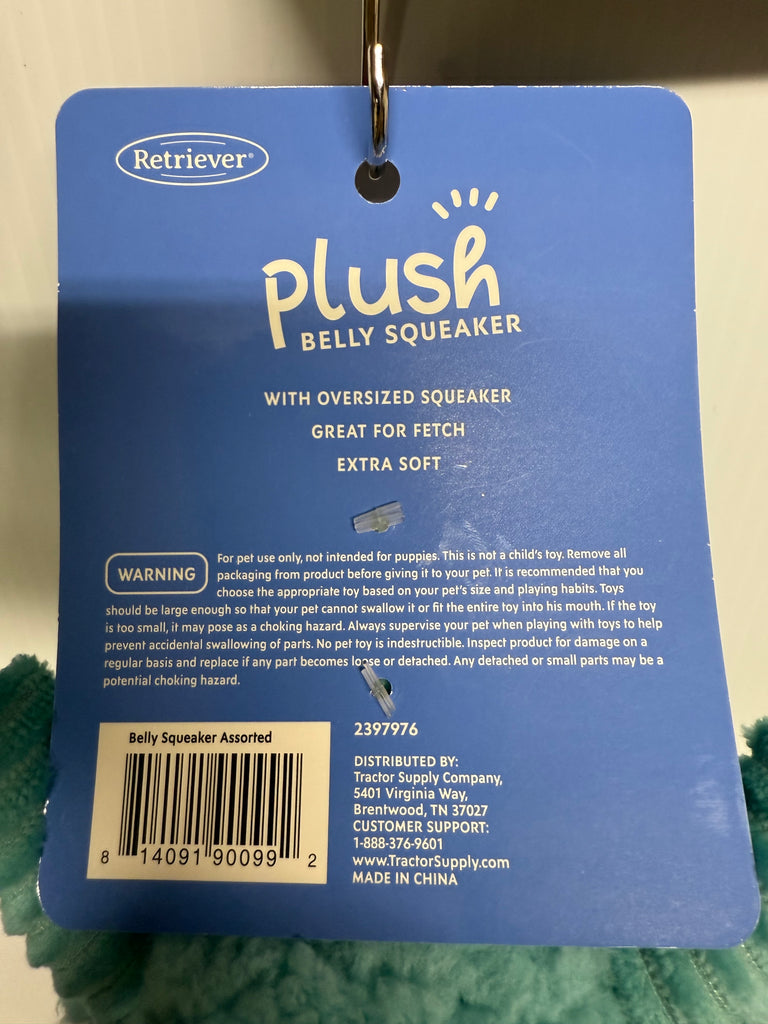 Retriever®
plush
BELLY SQUEAKER
WITH OVERSIZED SQUEAKER
GREAT FOR FETCH
EXTRA SOFT
WARNING
For pet use only, not intended for puppies. This is not a child's toy. Remove all
packaging from product before giving it to your pet. It is recommended that you
choose the appropriate toy based on your pet's size and playing habits. Toys
should be large enough so that your pet cannot swallow it or fit the entire toy into his mouth. If the toy
is too small, it may pose as a choking hazard. Always supervise your pet when playing with toys to help
prevent accidental swallowing of parts. No pet toy is indestructible. Inspect product for damage on a
regular basis and replace if any part becomes loose or detached. Any detached or small parts may be a
potential choking hazard.
Belly Squeaker Assorted
8 14091 90099 2
2397976
DISTRIBUTED BY:
Tractor Supply Company,
5401 Virginia Way,
Brentwood, TN 37027
CUSTOMER SUPPORT:
1-888-376-9601
www.TractorSupply.com
MADE IN CHINA